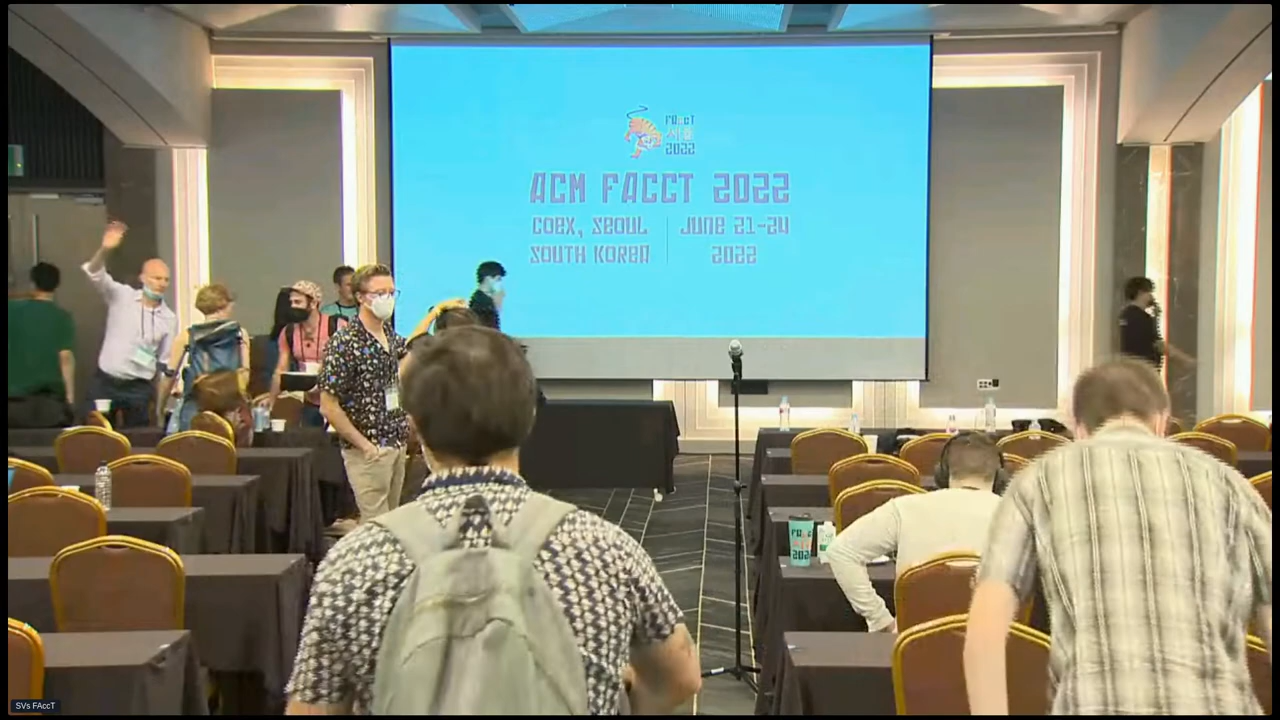 FAccT
서울
2022
ACM FACCT 2022
COEX, SEOUL
SOUTH KOREA
JUNE 21-24
2022
SVs FAccT